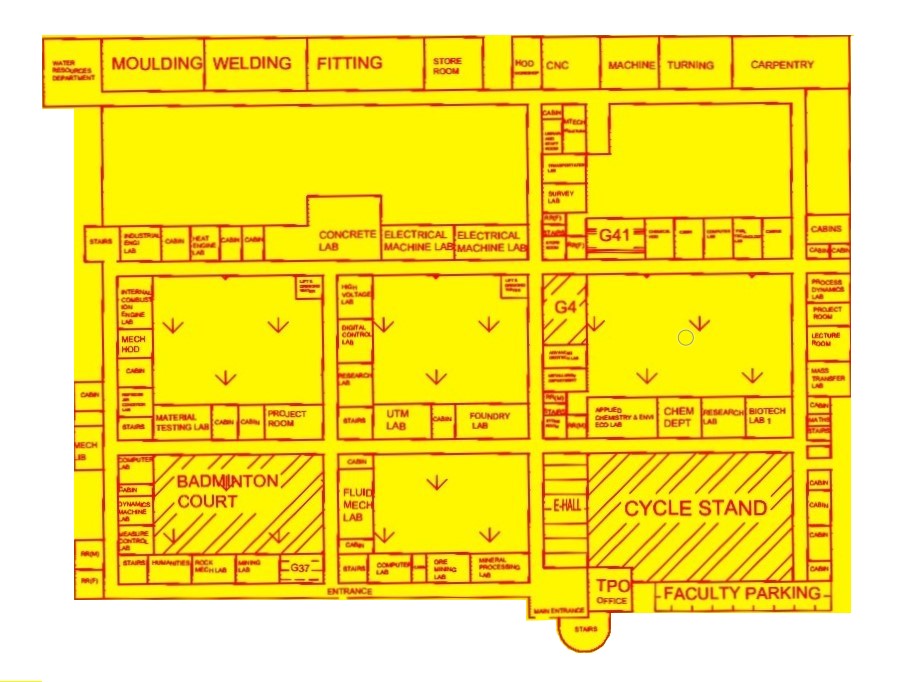 WATER
RESOURCES
DEPARTMENT
MOULDING
WELDING
FITTING
STORE
ROOM
HOD
WORKSHOP
CNC
MACHINE
TURNING
CARPENTRY
CABIN
MTECH
SURVEY
LAB
STAIRS
INDUSTRIAL
ENGI
LAB
CABIN
HEAT
ENGINE
LAB
CABIN
CABIN
CONCRETE
LAB
ELECTRICAL
MACHINE LAB
ELECTRICAL
MACHINE LAB
RR(F)
STAIRS
RR(F)
G41
CABINS
CABIN
CABIN
INTERNAL
COMBUST
ION
ENGINE
LAB
MECH
HOD
CABIN
STAIRS
MATERIAL
TESTING LAB
CABIN
CABIN
PROJECT
ROOM
HIGH
VOLTAGE
LAB
DIGITAL
CONTROL
LAB
RESEARCH
LAB
STAIRS
UTM
LAB
CABIN
FOUNDRY
LAB
G4
RR(M)
STAIRS
RR(M)
APPLIED
CHEMISTRY & ENVI
ECO LAB
CHEM
DEPT
RESEARCH
LAB
BIOTECH
LAB 1
PROCESS
DYNAMICS
LAB
PROJECT
ROOM
LECTURE
ROOM
MASS
TRANSFER
LAB
CABIN
MATHS
STAIRS
CABIN
MECH
RR(M)
RR(F)
COMPUTER
LAB
CABIN
DYNAMICS
MACHINE
LAB
MEASURE
CONTROL
LAB
STAIRS
HUMANITIES
ROCK
MECH LAB
MINING
LAB
G37
BADMINTON
COURT
CABIN
FLUID
MECH
LAB
CABIN
STAIRS
COMPUTER
LAB
ORE
MINING
LAB
MINERAL
PROCESSING
LAB
E-HALL
CYCLE STAND
CABIN
CABIN
CABIN
CABIN
ENTRANCE
MAIN ENTRANCE
STAIRS
TPO
OFFICE
FACULTY PARKING